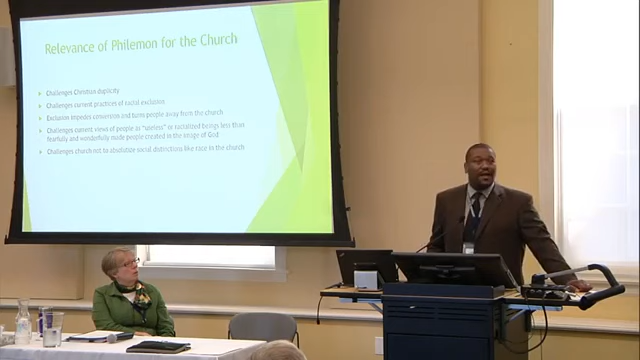 Relevance of Philemon for the Church
Challenges Christian duplicity
Challenges current practices of racial exclusion
Exclusion impedes conversion and turns people away form the church
Challenges current views of people as "useless" or racialized beings less than
fearfully and wonderfully made people created in the image of God
Challenges church not to absolutize social distinctions like race in the church